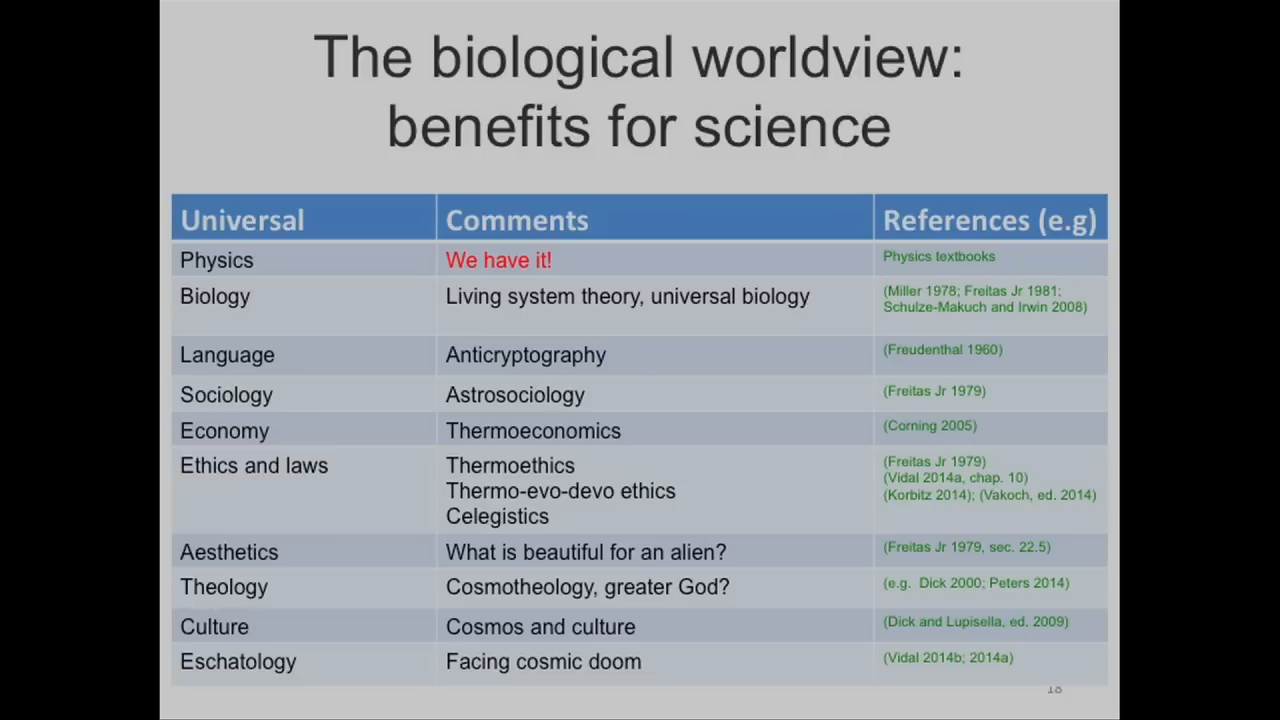 The biological worldview:
benefits for science
Universal Comments References (e.g)
Physics We have it! Physics textbooks
Biology Living system theory, universal biology (Miller 1978; Freitas Jr 1981;
Schulze-Makuch and Irwin 2008)
Language Anticryptography (Freudenthal 1960)
Sociology Astrosociology (Freitas Jr 1979)
Economy Thermoeconomics (Corning 2005)
Ethics and laws Thermoethics (Freitas Jr 1979)
Thermo-evo-devo ethics (Vidal 2014a, chap. 10)
Celegistics (Korbitz 2014); (Vakoch, ed. 2014)
Aesthetics What is beautiful for an alien? (Freitas Jr 1979, sec. 22.5)
Theology Cosmotheology, greater God? (e.g. Dick 2000; Peters 2014)
Culture Cosmos and culture (Dick and Lupisella, ed. 2009)
Eschatology Facing cosmic doom (Vidal 2014b; 2014a)
18